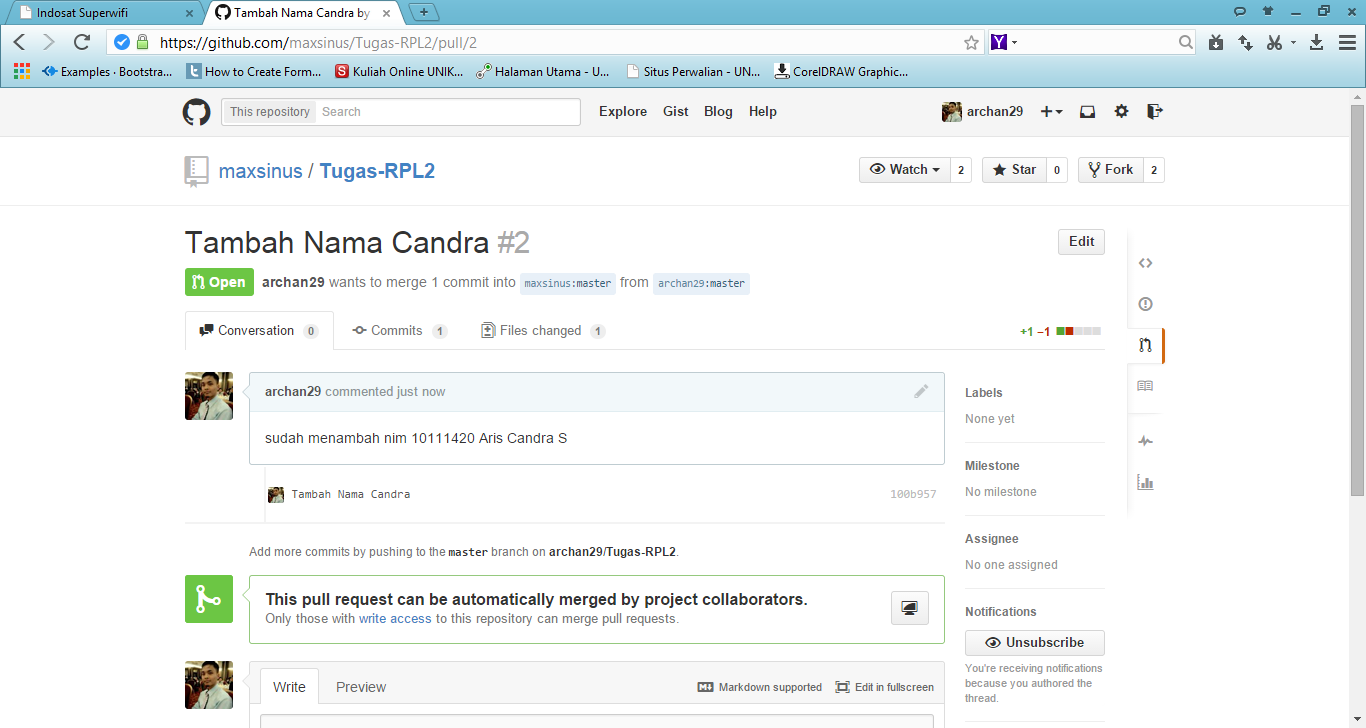 Indosat Superwifi
Tambah Nama Candra by
https://github.com/maxsinus/Tugas-RPL2/pull/2
Examples · Bootstra...
How to Create Form...
Kuliah Online UNIK...
Halaman Utama - U...
Situs Perwalian - UN...
CorelDRAW Graphic...
This repository Search Explore Gist Blog Help archan29
maxsinus / Tugas-RPL2
Watch 2 Star 0 Fork 2
Tambah Nama Candra #2
Edit
Open archan29 wants to merge 1 commit into maxsinus:master from archan29:master
Conversation 0 Commits 1 Files changed 1 +1 −1
archan29 commented just now
sudah menambah nim 10111420 Aris Candra S
Tambah Nama Candra 100b957
Add more commits by pushing to the master branch on archan29/Tugas-RPL2.
This pull request can be automatically merged by project collaborators.
Only those with write access to this repository can merge pull requests.
Write Preview Markdown supported Edit in fullscreen
Labels
None yet
Milestone
No milestone
Assignee
No one assigned
Notifications
Unsubscribe
You're receiving notifications
because you authored the
thread.